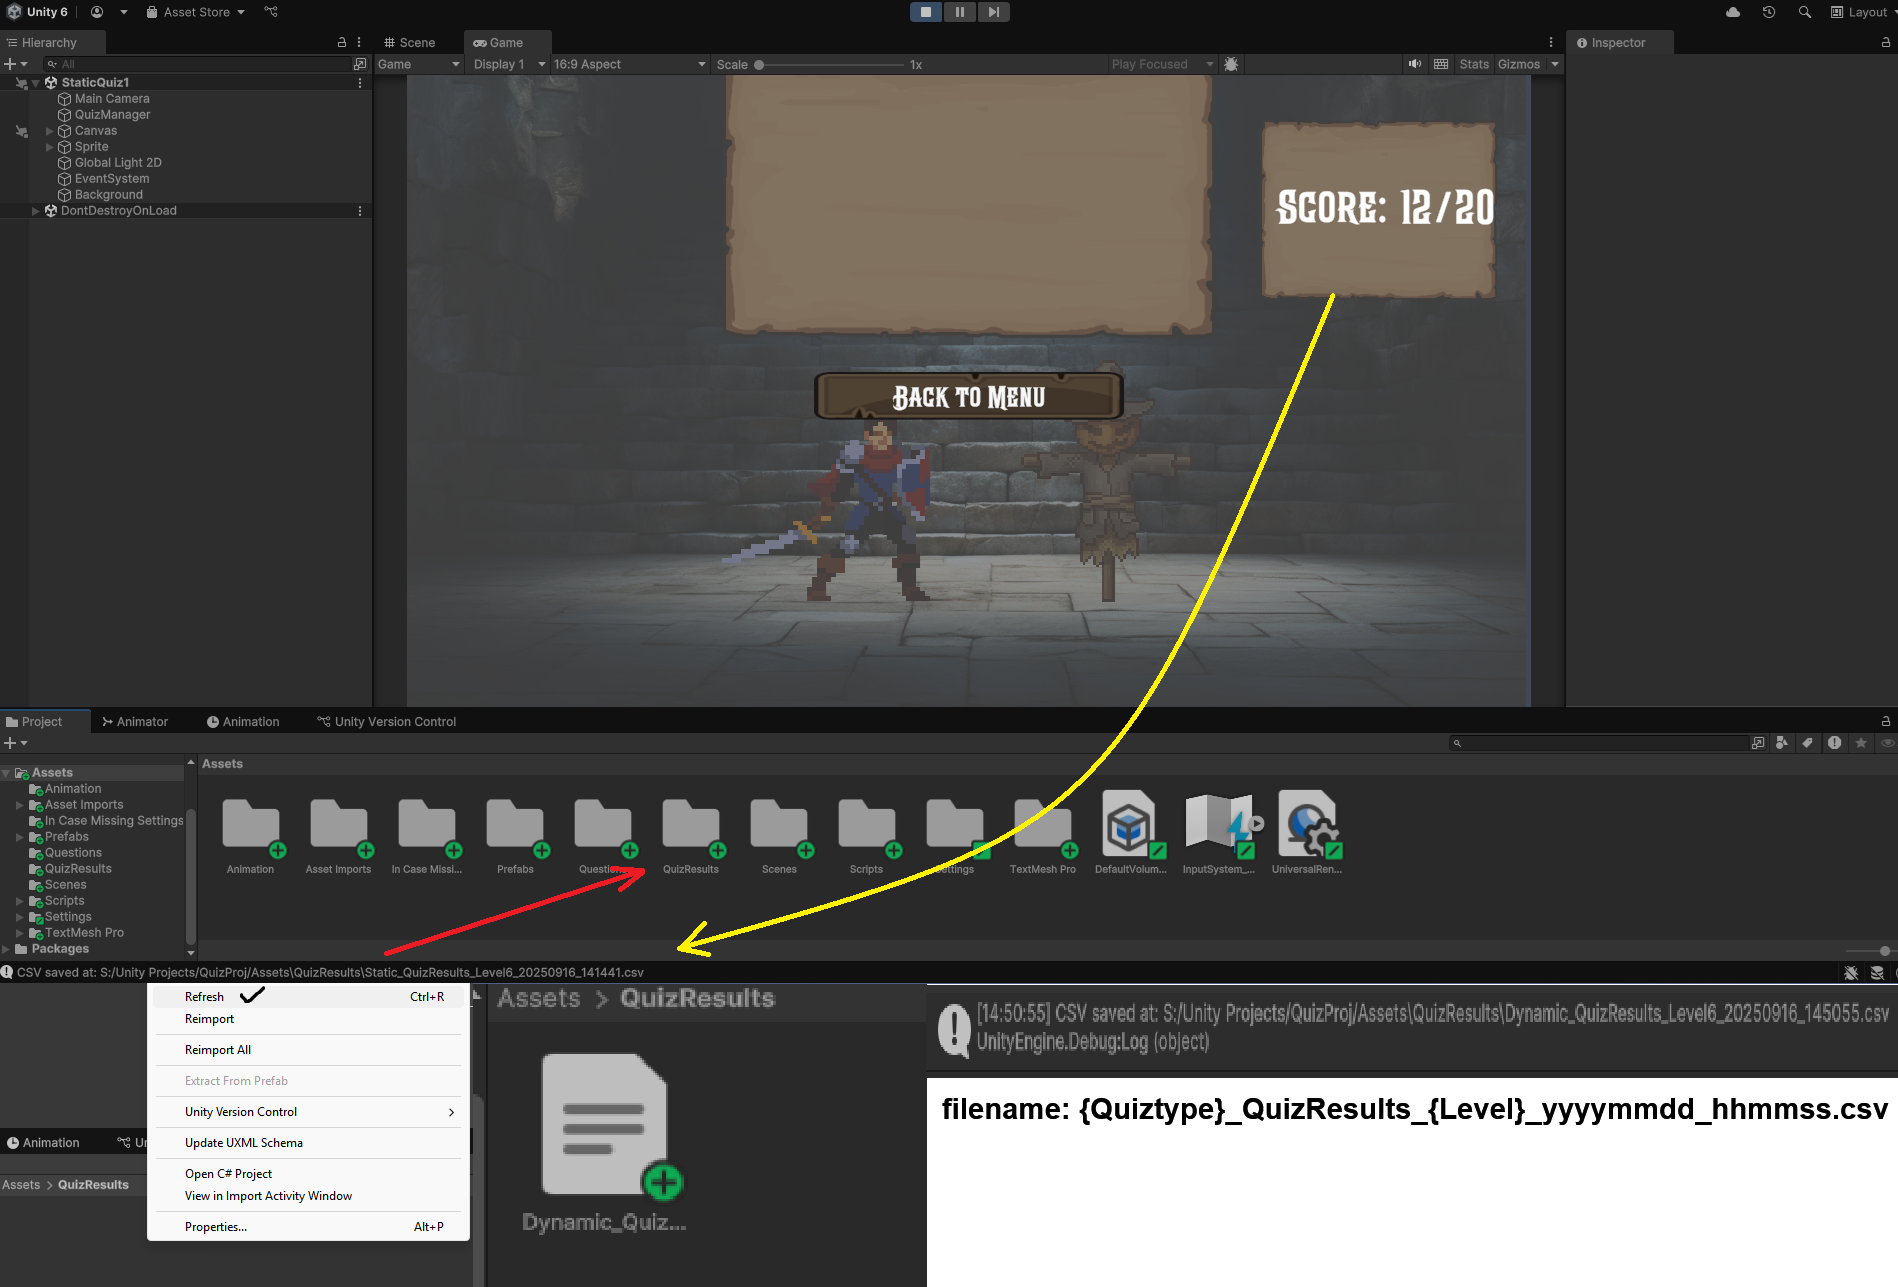 Unity 6
Asset Store
Layout
Hierarchy
Scene
Game
Inspector
All
Game
Display 1
16:9 Aspect
Scale
1x
Play Focused
Stats
Gizmos
StaticQuiz1
Main Camera
QuizManager
Canvas
Sprite
Global Light 2D
EventSystem
Background
DontDestroyOnLoad
SCORE: 12/20
BACK TO MENU
Project
Animator
Animation
Unity Version Control
Assets
Animation
Asset Imports
In Case Missing Settings
Prefabs
Questions
QuizResults
Scenes
Scripts
Settings
TextMesh Pro
Packages
Assets
Animation
Asset Imports
In Case Missi...
Prefabs
QuizResults
Scenes
Scripts
TextMesh Pro
DefaultVolum...
InputSystem_...
UniversalRen...
CSV saved at: S:/Unity Projects/QuizProj/Assets\QuizResults\Static_QuizResults_Level6_20250916_141441.csv
Refresh Ctrl+R
Reimport
Reimport All
Extract From Prefab
Unity Version Control
Update UXML Schema
Open C# Project
View in Import Activity Window
Properties... Alt+P
Animation
Assets > QuizResults
Assets > QuizResults
Dynamic_Quiz...
[14:50:55] CSV saved at: S:/Unity Projects/QuizProj/Assets\QuizResults\Dynamic_QuizResults_Level6_20250916_145055.csv
UnityEngine.Debug:Log (object)
filename: {Quiztype}_QuizResults_{Level}_yyyymmdd_hhmmss.csv